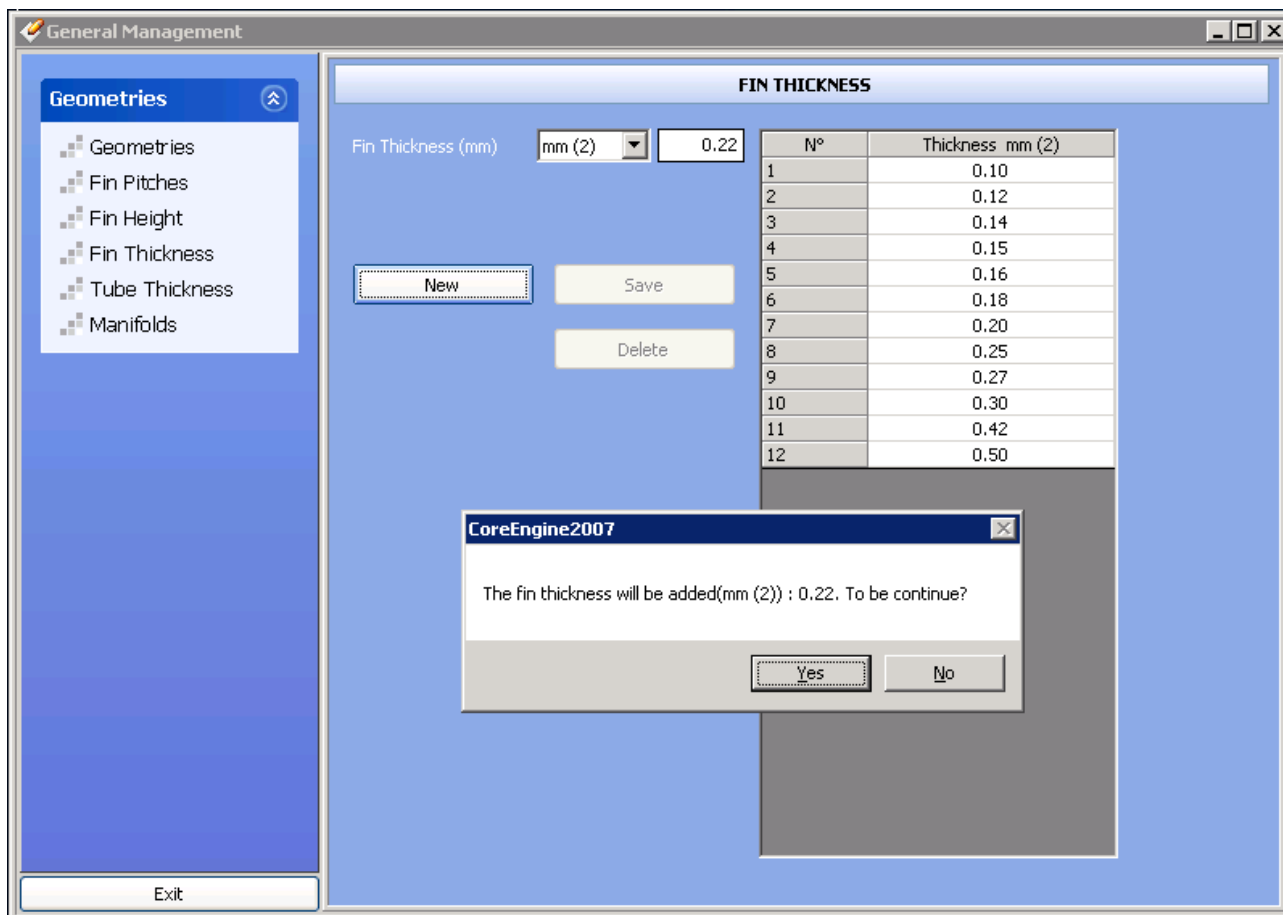 General Management
Geometries
Geometries
Fin Pitches
Fin Height
Fin Thickness
Tube Thickness
Manifolds
Exit
FIN THICKNESS
Fin Thickness (mm) mm (2) 0.22
New Save
Delete
N° Thickness mm (2)
1 0.10
2 0.12
3 0.14
4 0.15
5 0.16
6 0.18
7 0.20
8 0.25
9 0.27
10 0.30
11 0.42
12 0.50
CoreEngine2007
The fin thickness will be added(mm (2)) : 0.22. To be continue?
Yes No